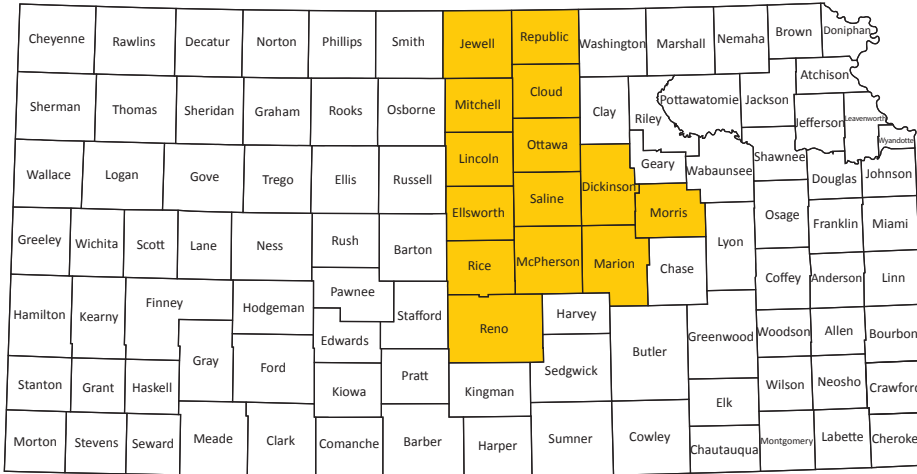 Cheyenne
Rawlins
Decatur
Norton
Phillips
Smith
Jewell
Republic
Washington
Marshall
Nemaha
Brown
Doniphan
Sherman
Thomas
Sheridan
Graham
Rooks
Osborne
Mitchell
Cloud
Clay
Riley
Pottawatomie
Jackson
Atchison
Jefferson
Leavenworth
Wyandotte
Wallace
Logan
Gove
Trego
Ellis
Russell
Lincoln
Ottawa
Dickinson
Geary
Wabaunsee
Shawnee
Douglas
Johnson
Greeley
Wichita
Scott
Lane
Ness
Rush
Barton
Ellsworth
Saline
Morris
Lyon
Osage
Franklin
Miami
Hamilton
Kearny
Finney
Hodgeman
Pawnee
Stafford
Rice
McPherson
Marion
Chase
Coffey
Anderson
Linn
Gray
Ford
Edwards
Reno
Harvey
Butler
Greenwood
Woodson
Allen
Bourbon
Stanton
Grant
Haskell
Kiowa
Pratt
Kingman
Sedgwick
Elk
Wilson
Neosho
Crawford
Morton
Stevens
Seward
Meade
Clark
Comanche
Barber
Harper
Sumner
Cowley
Chautauqua
Montgomery
Labette
Cheroke